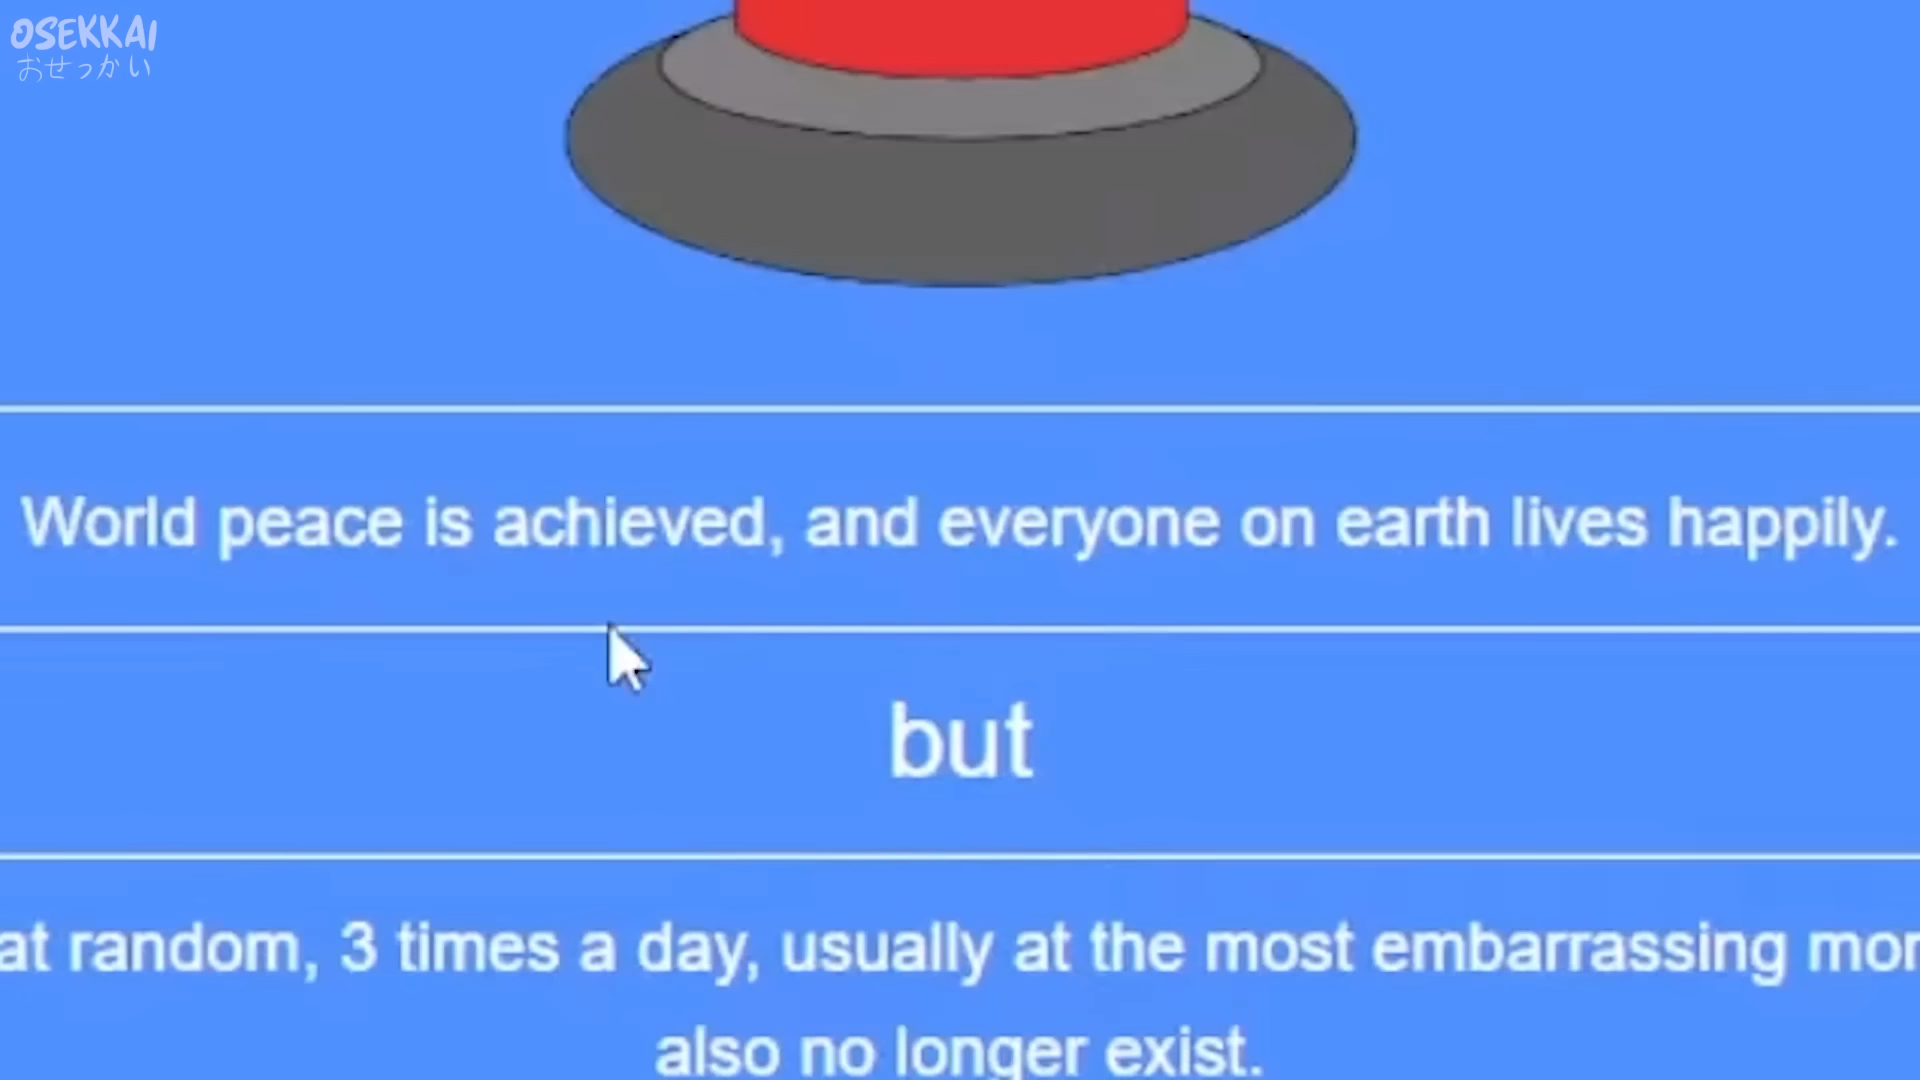 OSEKKAI
おせっかい
World peace is achieved, and everyone on earth lives happily.
but
at random, 3 times a day, usually at the most embarrassing
also no longer exist.